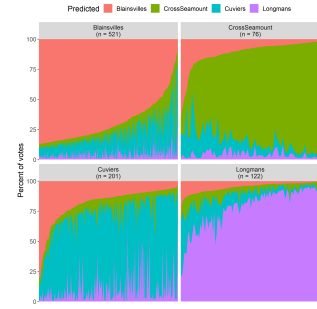 Predicted Blainsvilles CrossSeamount Cuviers Longmans
Blainsvilles
(n = 521)
CrossSeamount
(n = 76)
100
75
50
25
0
Cuviers
(n = 201)
Longmans
(n = 122)
100
75
50
25
0
Percent of votes